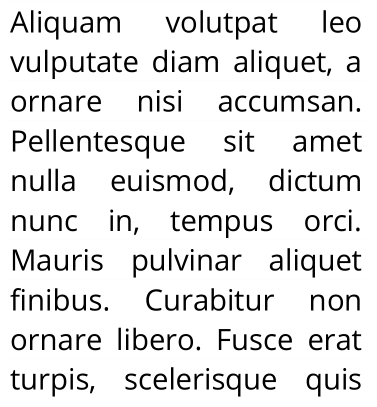 Aliquam volutpat leo
vulputate diam aliquet, a
ornare nisi accumsan.
Pellentesque sit amet
nulla euismod, dictum
nunc in, tempus orci.
Mauris pulvinar aliquet
finibus. Curabitur non
ornare libero. Fusce erat
turpis, scelerisque quis